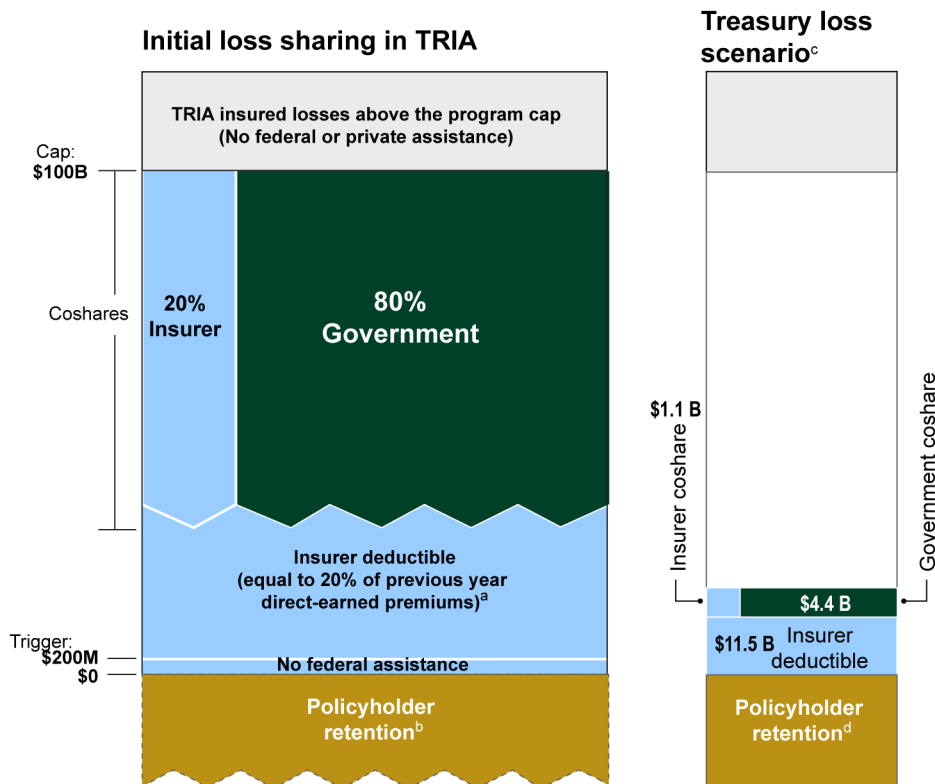 Initial loss sharing in TRIA
Treasury loss
scenarioᶜ
TRIA insured losses above the program cap
(No federal or private assistance)
Cap:
$100B
Coshares
20%
Insurer
80%
Government
Insurer deductible
(equal to 20% of previous year
direct-earned premiums)ᵃ
Trigger:
$200M
No federal assistance
$0
Policyholder
retentionᵇ
$1.1 B
Insurer coshare
Government coshare
$4.4 B
$11.5 B
Insurer
deductible
Policyholder
retentionᵈ